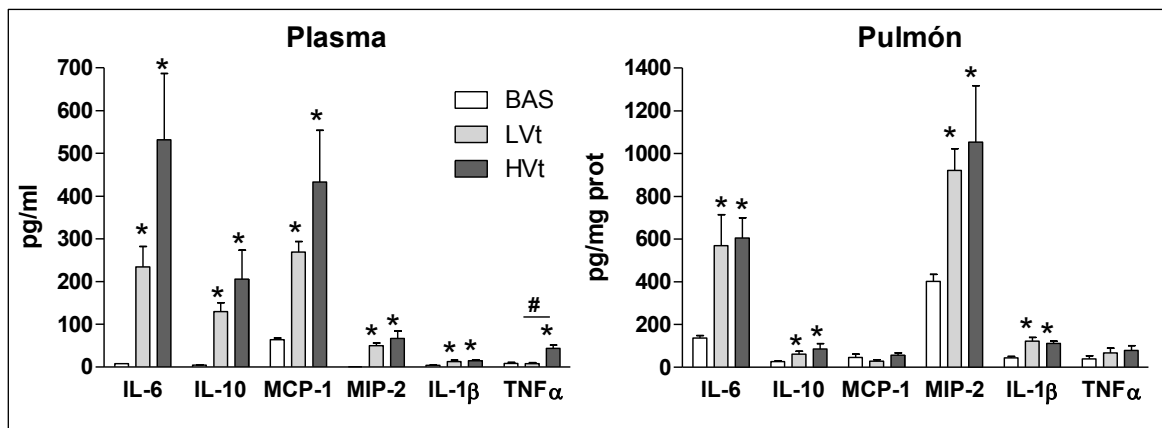 Plasma
700
600
500
400
300
200
100
0
pg/ml
* * * * * * * * * * # *
IL-6 IL-10 MCP-1 MIP-2 IL-1β TNFα
BAS
LVt
HVt
Pulmón
1400
1200
1000
800
600
400
200
0
pg/mg prot
* * * * * * * *
IL-6 IL-10 MCP-1 MIP-2 IL-1β TNFα